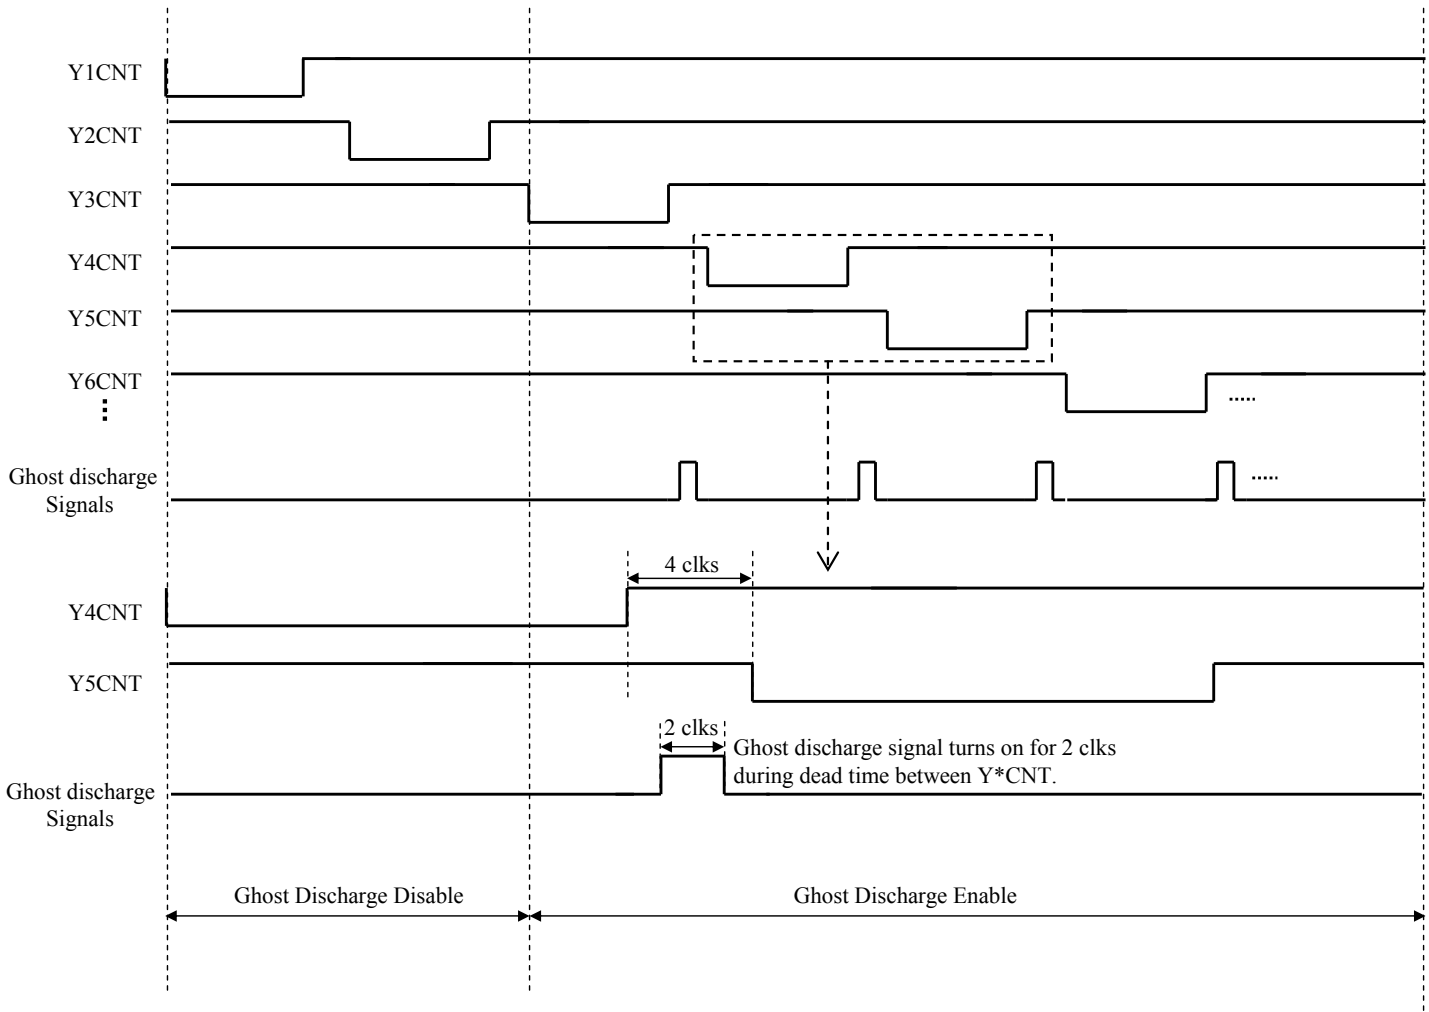 Y1CNT
Y2CNT
Y3CNT
Y4CNT
Y5CNT
Y6CNT
Ghost discharge
Signals
4 clks
Y4CNT
Y5CNT
2 clks
Ghost discharge signal turns on for 2 clks
during dead time between Y*CNT.
Ghost discharge
Signals
Ghost Discharge Disable
Ghost Discharge Enable